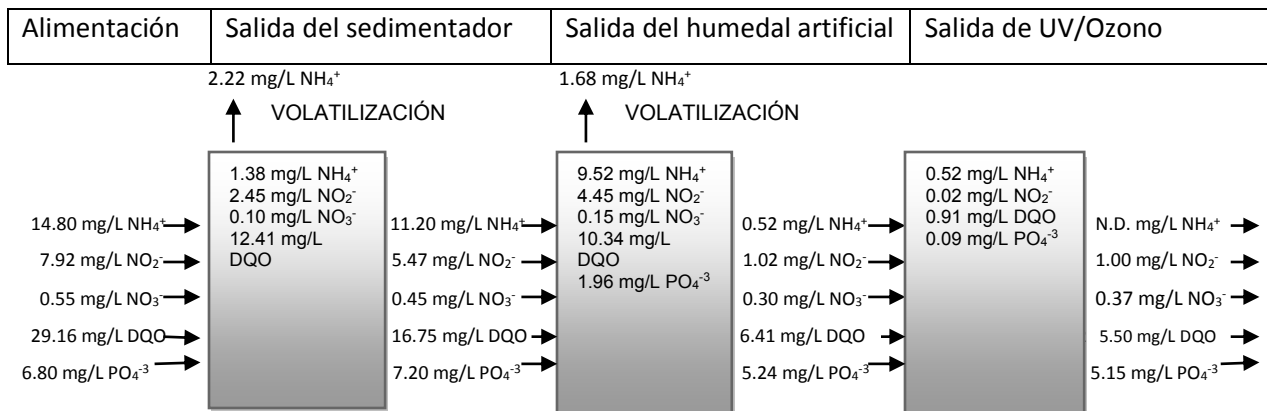 Alimentación
Salida del sedimentador
Salida del humedal artificial
Salida de UV/Ozono
2.22 mg/L NH₄⁺
VOLATILIZACIÓN
1.68 mg/L NH₄⁺
VOLATILIZACIÓN
14.80 mg/L NH₄⁺
7.92 mg/L NO₂⁻
0.55 mg/L NO₃⁻
29.16 mg/L DQO
6.80 mg/L PO₄⁻³
1.38 mg/L NH₄⁺
2.45 mg/L NO₂⁻
0.10 mg/L NO₃⁻
12.41 mg/L
DQO
11.20 mg/L NH₄⁺
5.47 mg/L NO₂⁻
0.45 mg/L NO₃⁻
16.75 mg/L DQO
7.20 mg/L PO₄⁻³
9.52 mg/L NH₄⁺
4.45 mg/L NO₂⁻
0.15 mg/L NO₃⁻
10.34 mg/L
DQO
1.96 mg/L PO₄⁻³
0.52 mg/L NH₄⁺
1.02 mg/L NO₂⁻
0.30 mg/L NO₃⁻
6.41 mg/L DQO
5.24 mg/L PO₄⁻³
0.52 mg/L NH₄⁺
0.02 mg/L NO₂⁻
0.91 mg/L DQO
0.09 mg/L PO₄⁻³
N.D. mg/L NH₄⁺
1.00 mg/L NO₂⁻
0.37 mg/L NO₃⁻
5.50 mg/L DQO
5.15 mg/L PO₄⁻³